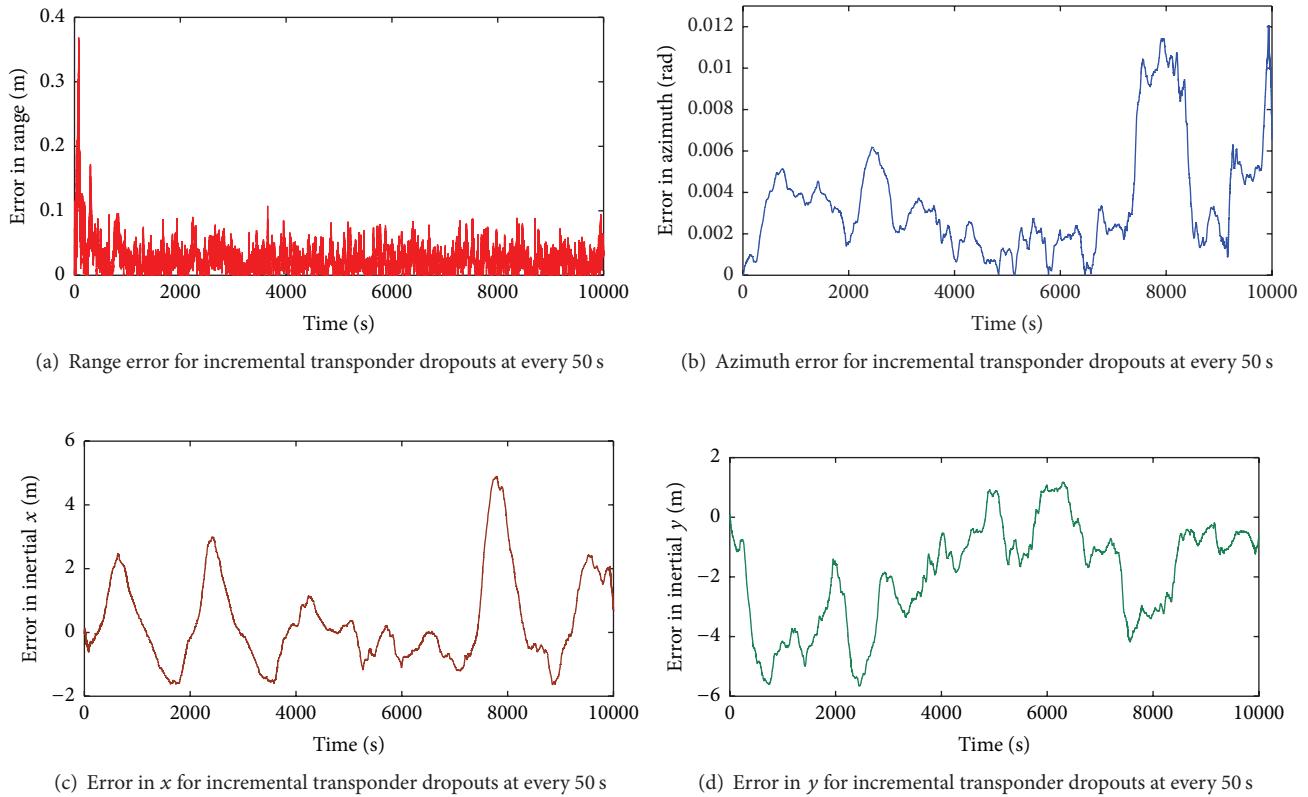 0.4
0.3
0.2
0.1
0
Error in range (m)
0 2000 4000 6000 8000 10000
Time (s)
(a) Range error for incremental transponder dropouts at every 50 s
0.012
0.01
0.008
0.006
0.004
0.002
0
Error in azimuth (rad)
0 2000 4000 6000 8000 10000
Time (s)
(b) Azimuth error for incremental transponder dropouts at every 50 s
6
4
2
0
−2
Error in inertial x (m)
0 2000 4000 6000 8000 10000
Time (s)
(c) Error in x for incremental transponder dropouts at every 50 s
2
0
−2
−4
−6
Error in inertial y (m)
0 2000 4000 6000 8000 10000
Time (s)
(d) Error in y for incremental transponder dropouts at every 50 s